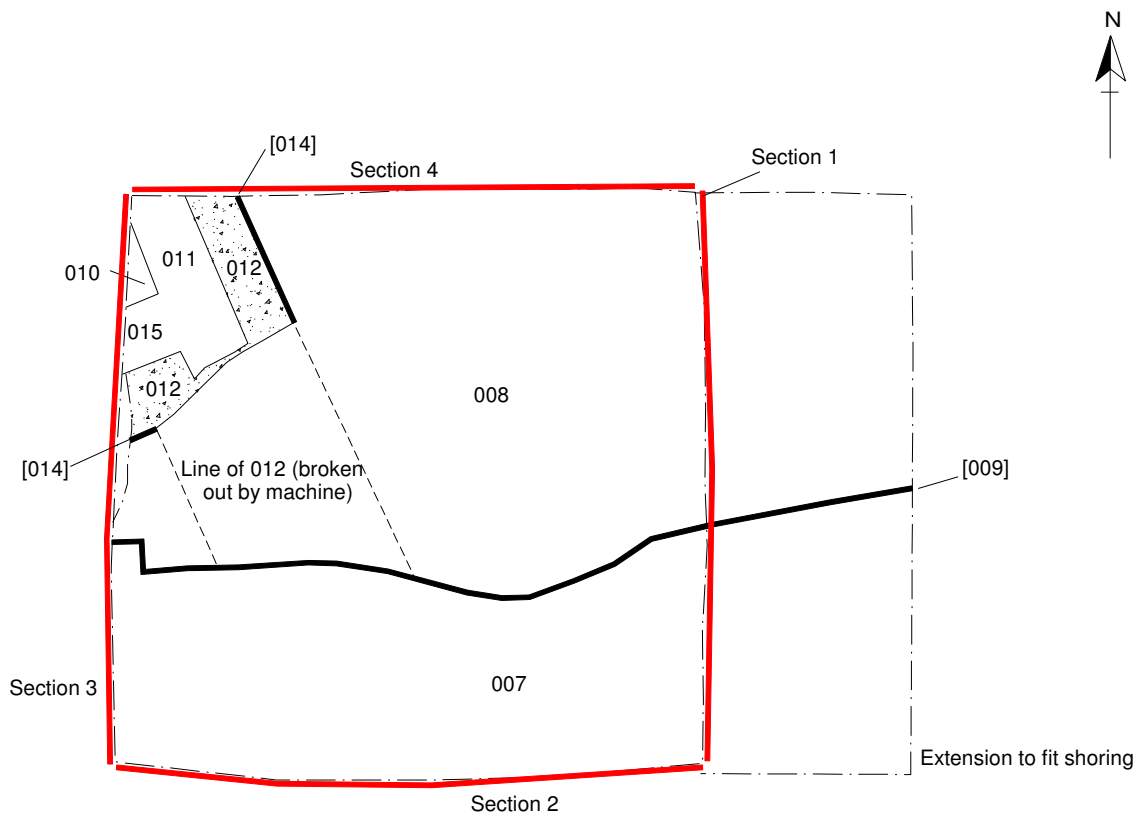 N
[014]
Section 4
Section 1
011
012
010
015
012
008
[014]
Line of 012 (broken
out by machine)
[009]
007
Section 3
Extension to fit shoring
Section 2